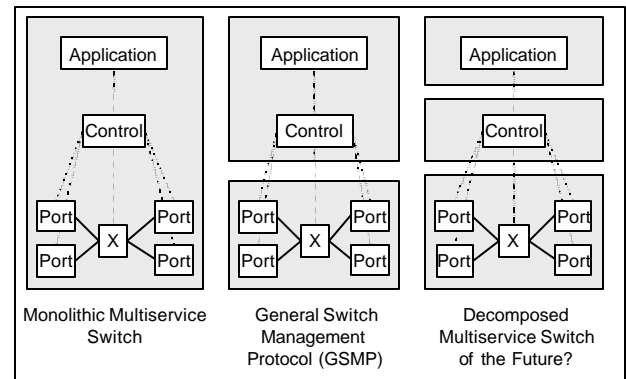 Application
Control
Port
Port
X
Port
Port
Monolithic Multiservice
Switch
Application
Control
Port
Port
X
Port
Port
General Switch
Management
Protocol (GSMP)
Application
Control
Port
Port
X
Port
Port
Decomposed
Multiservice Switch
of the Future?